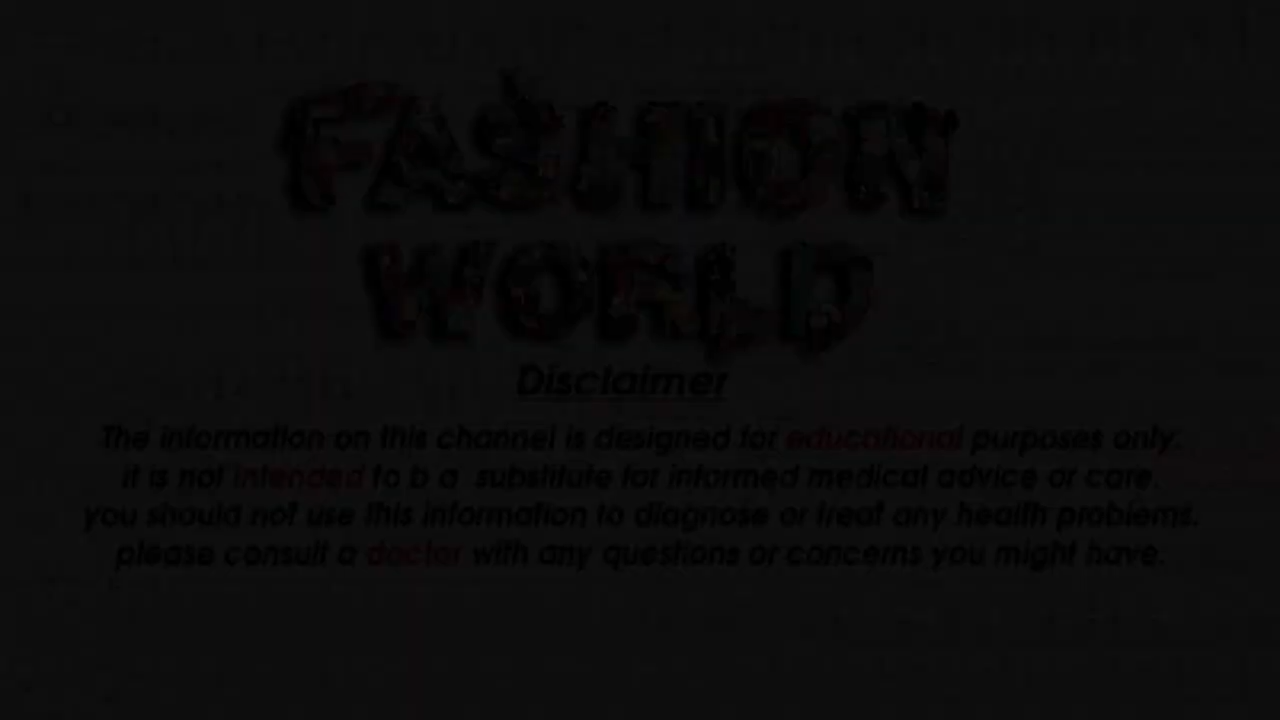 FASHION
WORLD
Disclaimer
The information on this channel is designed for educational purposes only.
it is not intended to b a substitute for informed medical advice or care.
you should not use this information to diagnose or treat any health problems.
please consult a doctor with any questions or concerns you might have.